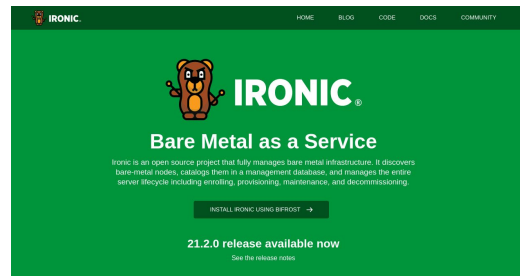 IRONIC®
HOME BLOG CODE DOCS COMMUNITY
IRONIC®
Bare Metal as a Service
Ironic is an open source project that fully manages bare metal infrastructure. It discovers
bare-metal nodes, catalogs them in a management database, and manages the entire
server lifecycle including enrolling, provisioning, maintenance, and decommissioning.
INSTALL IRONIC USING BIFROST →
21.2.0 release available now
See the release notes